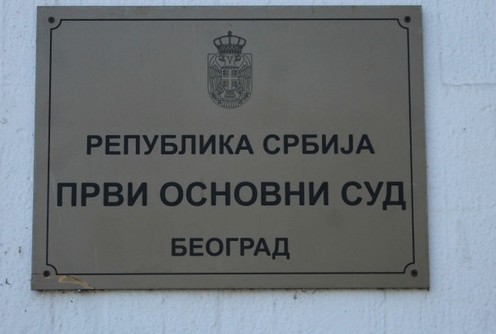 РЕПУБЛИКА СРБИЈА
ПРВИ ОСНОВНИ СУД
БЕОГРАД